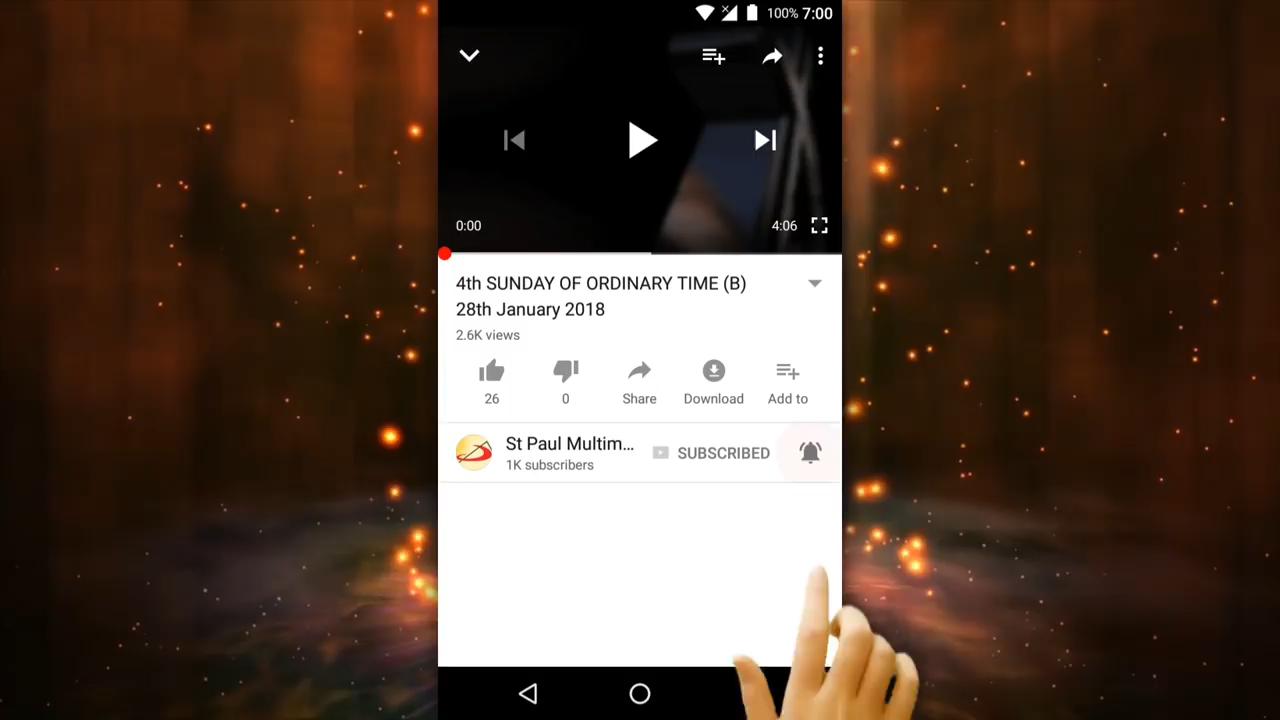 100% 7:00
0:00
4:06
4th SUNDAY OF ORDINARY TIME (B)
28th January 2018
2.6K views
26
0
Share
Download
Add to
St Paul Multim...
SUBSCRIBED
1K subscribers